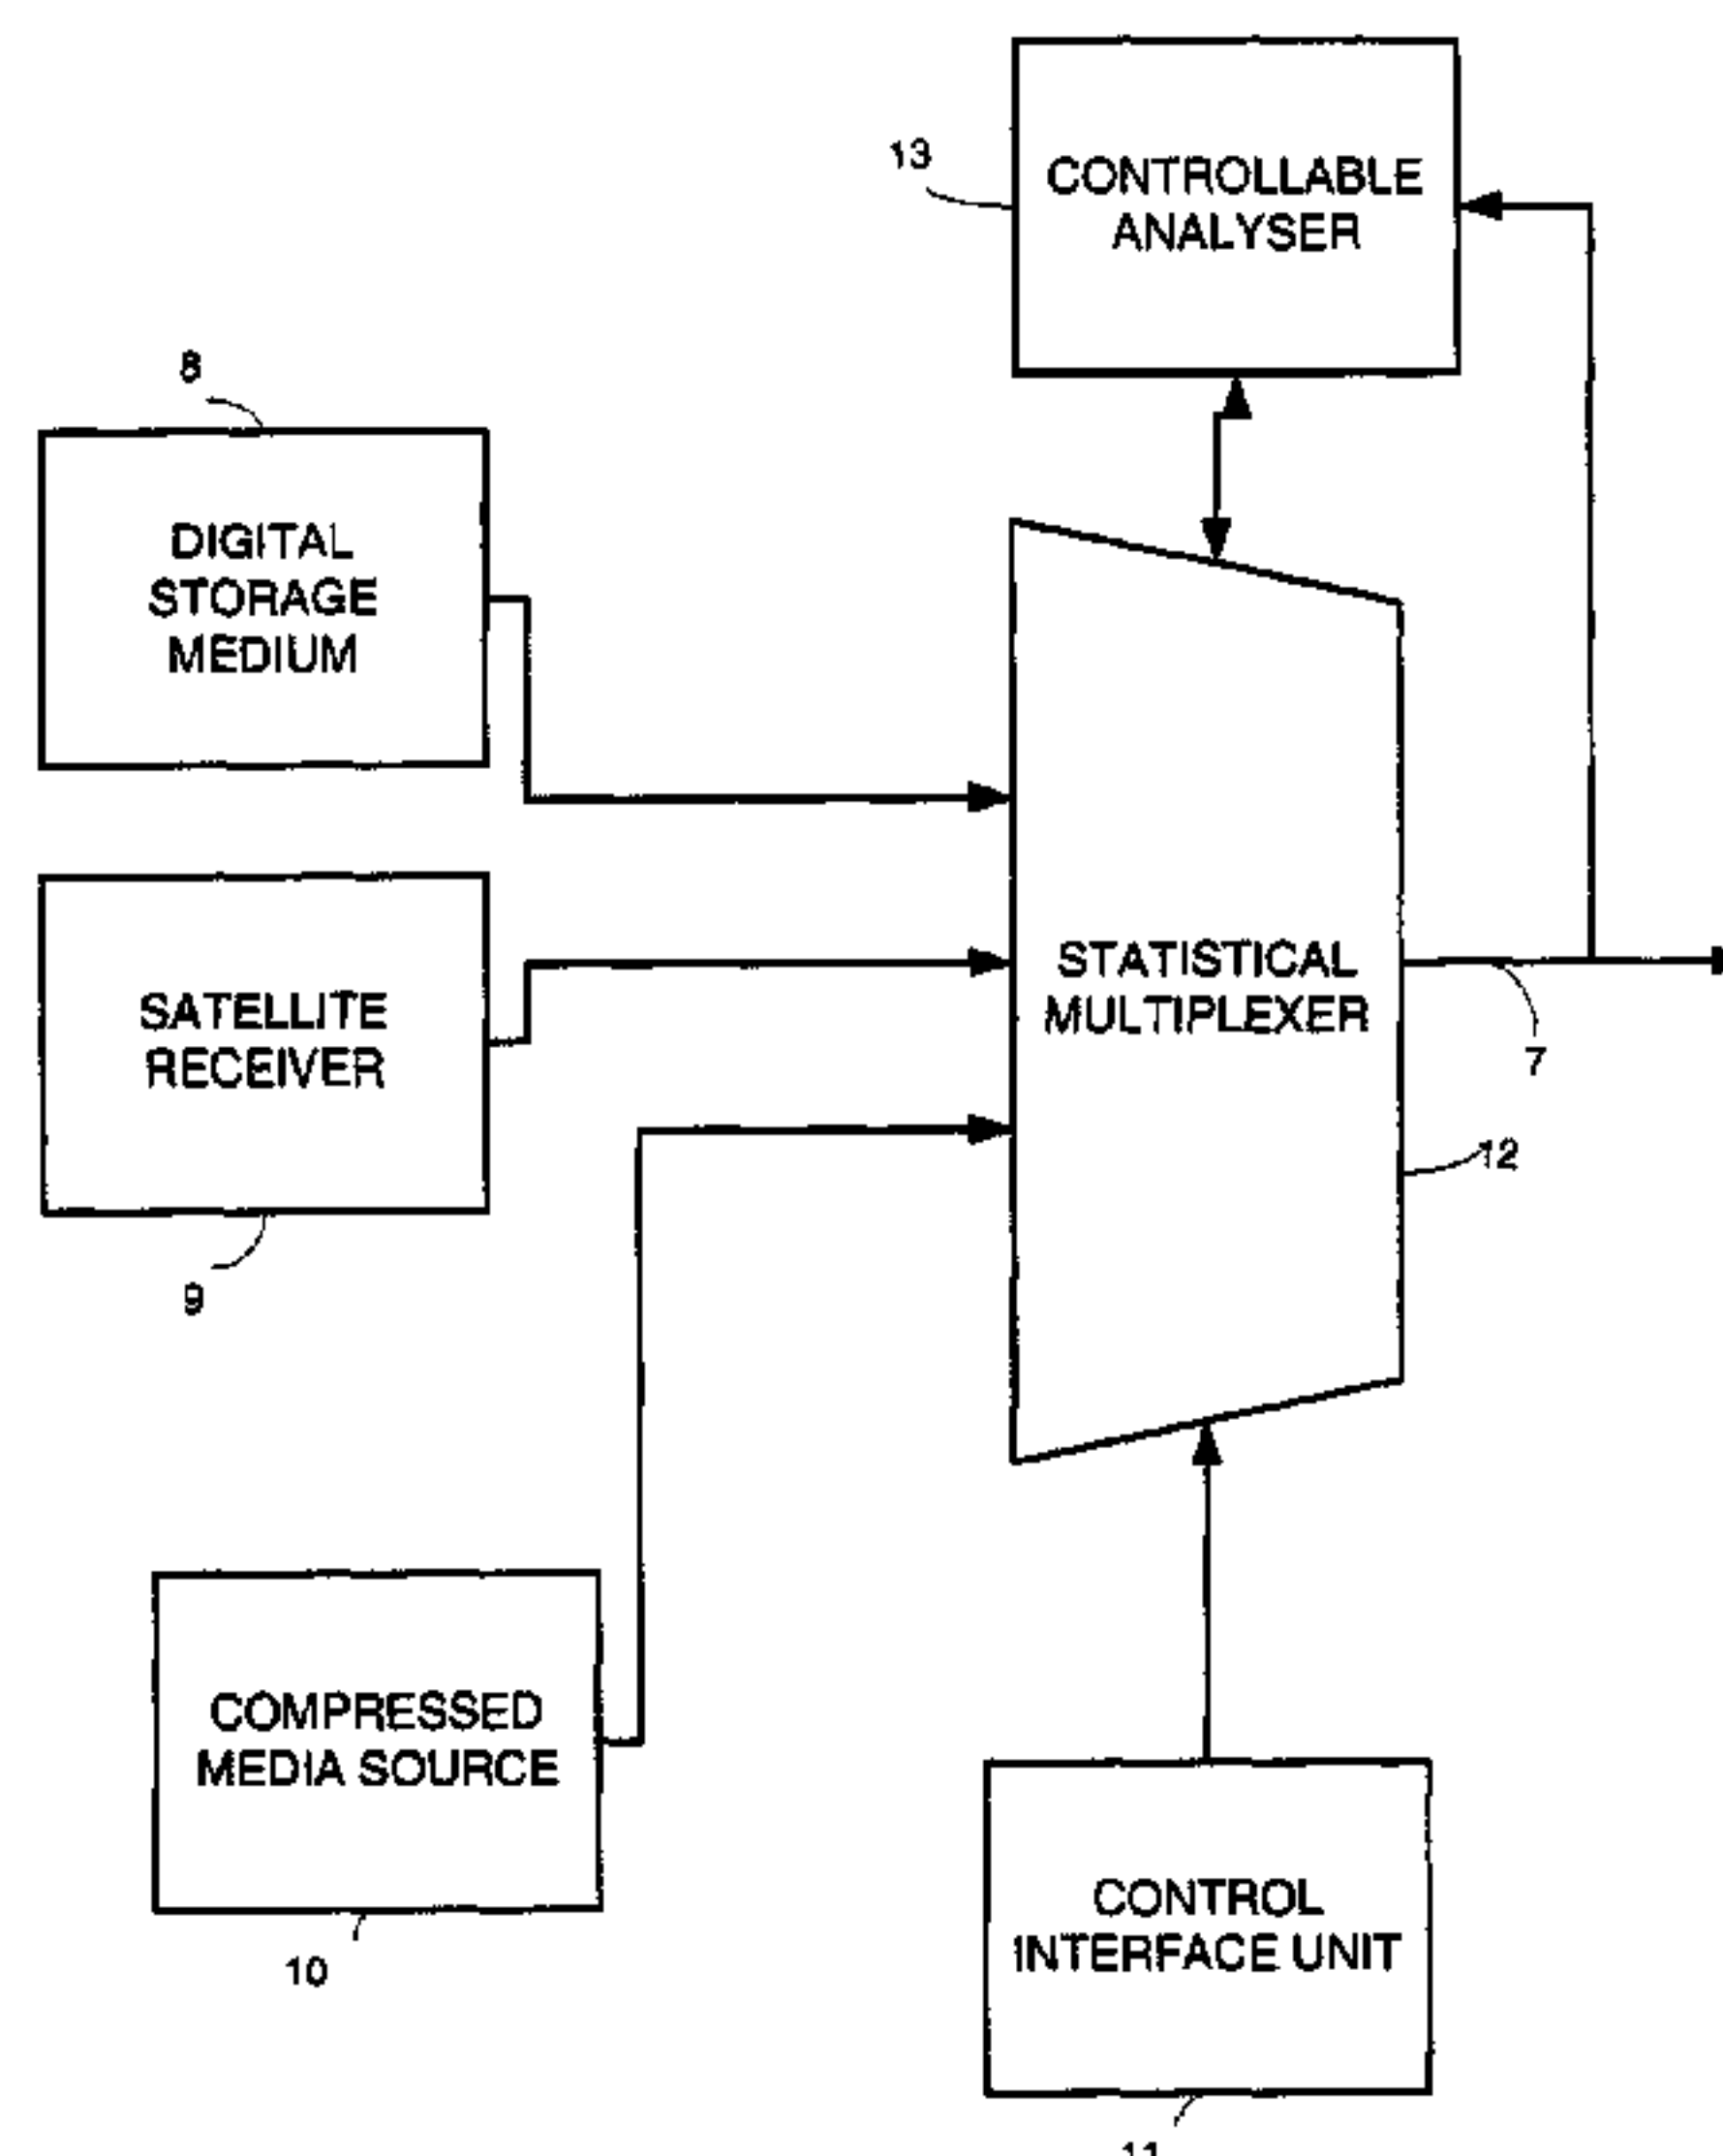 13
CONTROLLABLE
ANALYSER
8
DIGITAL
STORAGE
MEDIUM
SATELLITE
RECEIVER
9
STATISTICAL
MULTIPLEXER
7
12
COMPRESSED
MEDIA SOURCE
10
CONTROL
INTERFACE UNIT
11